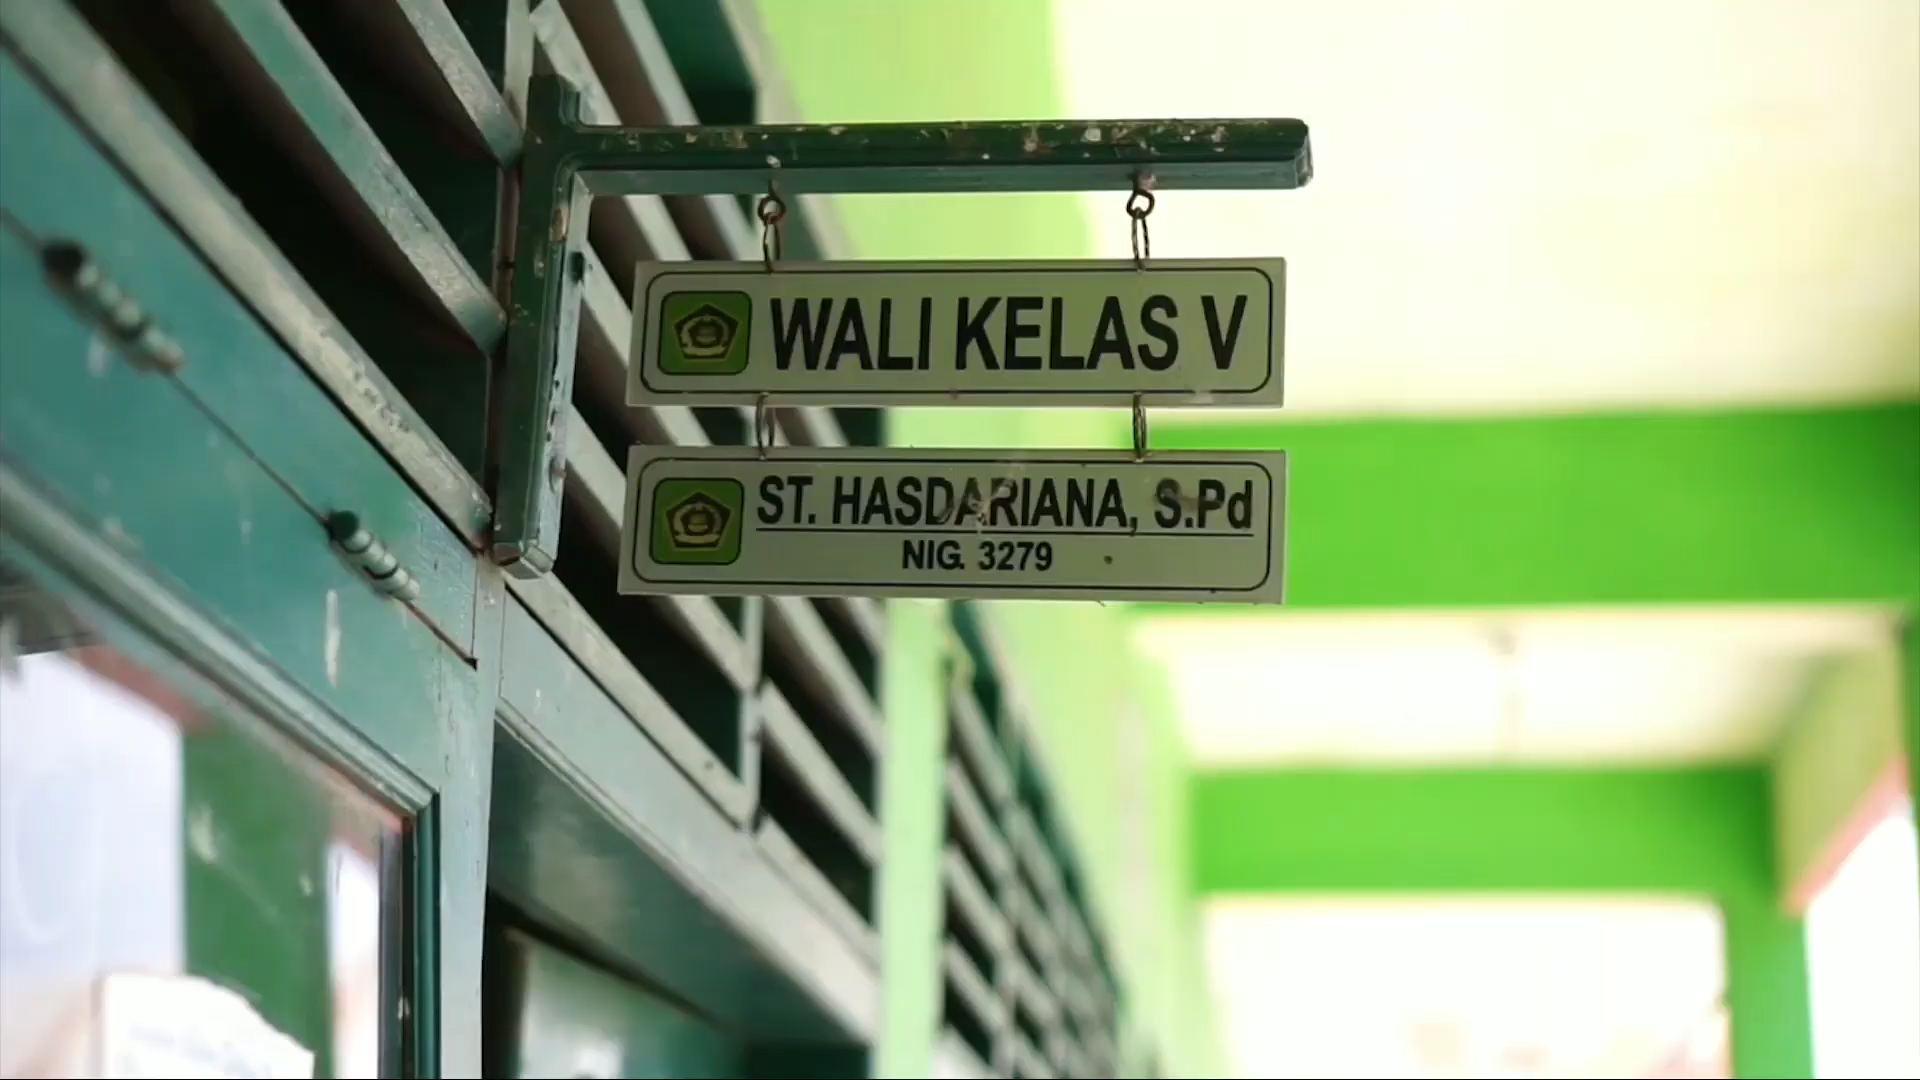 WALI KELAS V
ST. HASDARIANA, S.Pd
NIG. 3279